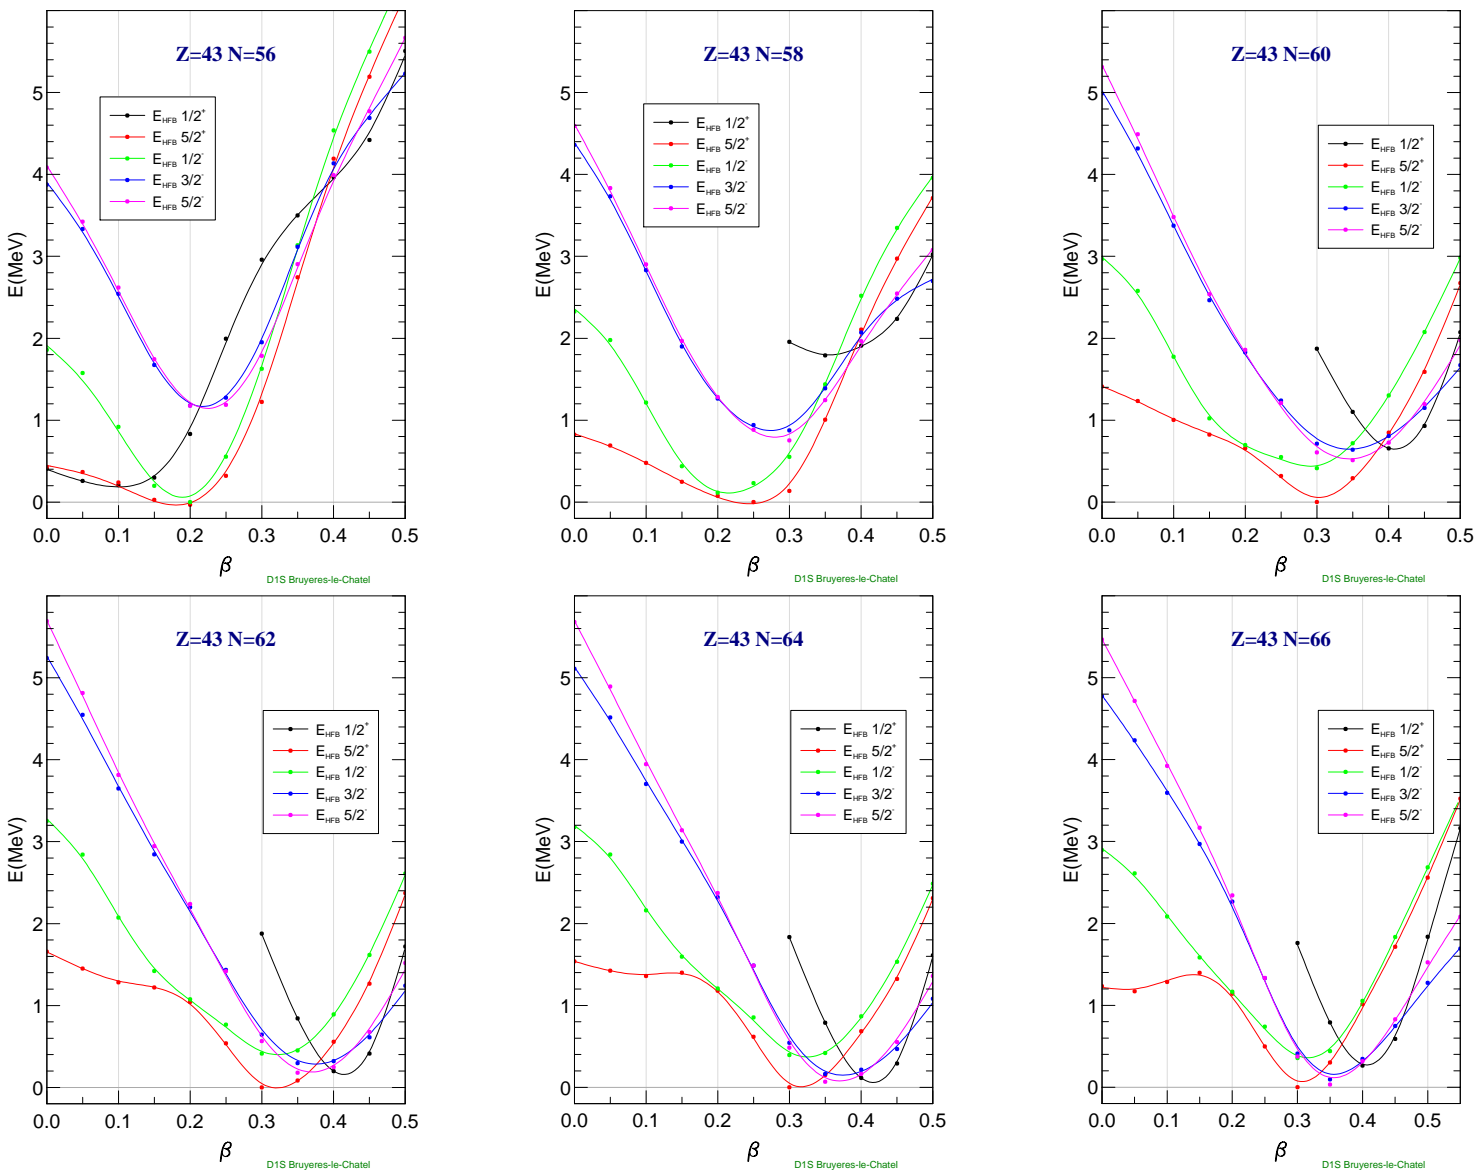 Z=43 N=56
E_HFB 1/2⁺
E_HFB 5/2⁺
E_HFB 1/2⁻
E_HFB 3/2⁻
E_HFB 5/2⁻
E(MeV)
5
4
3
2
1
0
0.0 0.1 0.2 0.3 0.4 0.5
β
D1S Bruyeres-le-Chatel
Z=43 N=58
E_HFB 1/2⁺
E_HFB 5/2⁺
E_HFB 1/2⁻
E_HFB 3/2⁻
E_HFB 5/2⁻
E(MeV)
5
4
3
2
1
0
0.0 0.1 0.2 0.3 0.4 0.5
β
D1S Bruyeres-le-Chatel
Z=43 N=60
E_HFB 1/2⁺
E_HFB 5/2⁺
E_HFB 1/2⁻
E_HFB 3/2⁻
E_HFB 5/2⁻
E(MeV)
5
4
3
2
1
0
0.0 0.1 0.2 0.3 0.4 0.5
β
D1S Bruyeres-le-Chatel
Z=43 N=62
E_HFB 1/2⁺
E_HFB 5/2⁺
E_HFB 1/2⁻
E_HFB 3/2⁻
E_HFB 5/2⁻
E(MeV)
5
4
3
2
1
0
0.0 0.1 0.2 0.3 0.4 0.5
β
D1S Bruyeres-le-Chatel
Z=43 N=64
E_HFB 1/2⁺
E_HFB 5/2⁺
E_HFB 1/2⁻
E_HFB 3/2⁻
E_HFB 5/2⁻
E(MeV)
5
4
3
2
1
0
0.0 0.1 0.2 0.3 0.4 0.5
β
D1S Bruyeres-le-Chatel
Z=43 N=66
E_HFB 1/2⁺
E_HFB 5/2⁺
E_HFB 1/2⁻
E_HFB 3/2⁻
E_HFB 5/2⁻
E(MeV)
5
4
3
2
1
0
0.0 0.1 0.2 0.3 0.4 0.5
β
D1S Bruyeres-le-Chatel